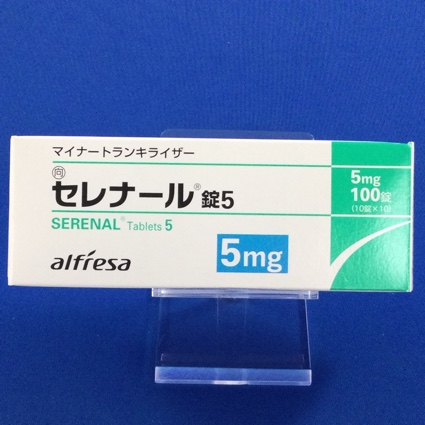 マイナートランキライザー
向
セレナール®錠5
SERENAL® Tablets 5
5mg
alfresa
5mg
100錠
(10錠×10)